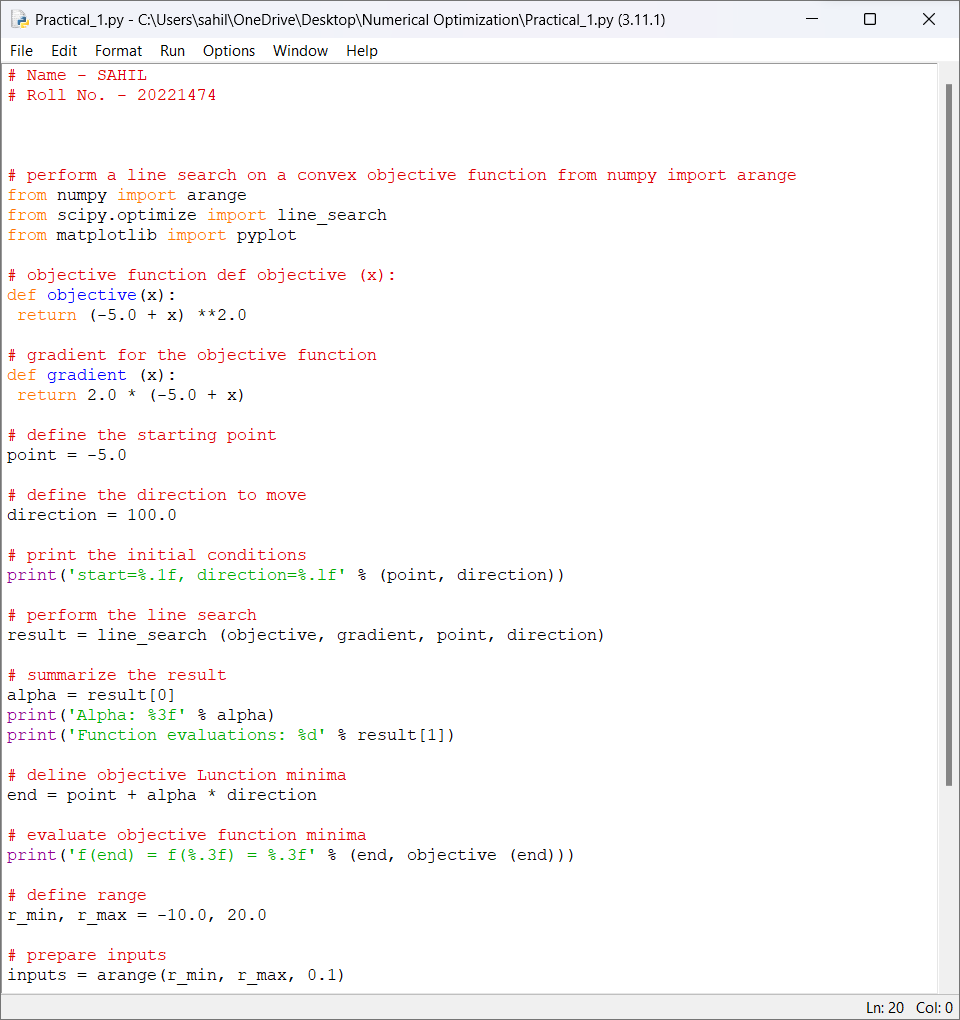 Practical_1.py - C:\Users\sahil\OneDrive\Desktop\Numerical Optimization\Practical_1.py (3.11.1)
File Edit Format Run Options Window Help
# Name - SAHIL
# Roll No. - 20221474
# perform a line search on a convex objective function from numpy import arange
from numpy import arange
from scipy.optimize import line_search
from matplotlib import pyplot
# objective function def objective (x):
def objective(x):
 return (-5.0 + x) **2.0
# gradient for the objective function
def gradient (x):
 return 2.0 * (-5.0 + x)
# define the starting point
point = -5.0
# define the direction to move
direction = 100.0
# print the initial conditions
print('start=%.1f, direction=%.lf' % (point, direction))
# perform the line search
result = line_search (objective, gradient, point, direction)
# summarize the result
alpha = result[0]
print('Alpha: %3f' % alpha)
print('Function evaluations: %d' % result[1])
# deline objective Lunction minima
end = point + alpha * direction
# evaluate objective function minima
print('f(end) = f(%.3f) = %.3f' % (end, objective (end)))
# define range
r_min, r_max = -10.0, 20.0
# prepare inputs
inputs = arange(r_min, r_max, 0.1)
Ln: 20 Col: 0